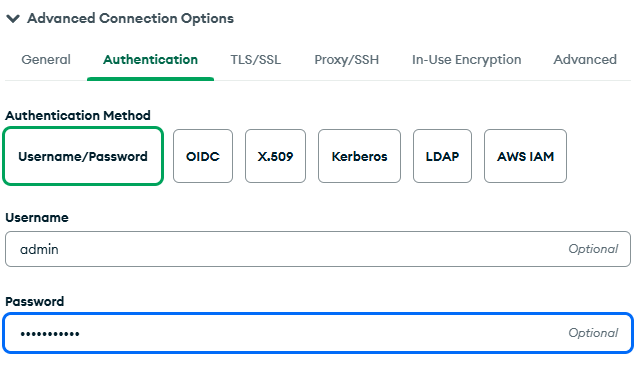 Advanced Connection Options
General Authentication TLS/SSL Proxy/SSH In-Use Encryption Advanced
Authentication Method
Username/Password OIDC X.509 Kerberos LDAP AWS IAM
Username
admin Optional
Password
••••••••••• Optional